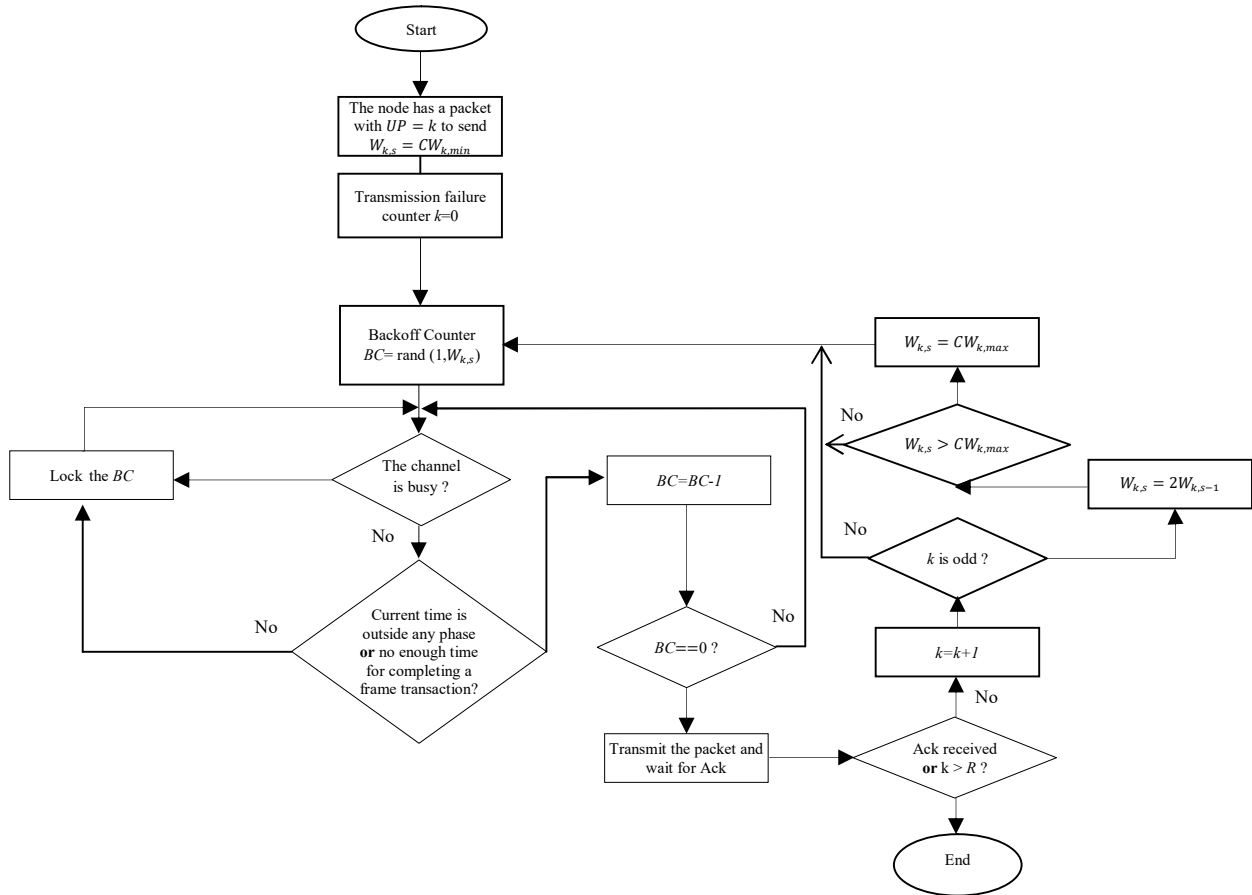 Start
The node has a packet
with UP = k to send
W_{k,s} = CW_{k,min}
Transmission failure
counter k=0
Backoff Counter
BC= rand (1,W_{k,s})
W_{k,s} = CW_{k,max}
No
W_{k,s} > CW_{k,max}
Lock the BC
The channel
is busy ?
BC=BC-1
W_{k,s} = 2W_{k,s−1}
No
No
k is odd ?
No
Current time is
outside any phase
or no enough time
for completing a
frame transaction?
No
BC==0 ?
k=k+1
No
Transmit the packet and
wait for Ack
Ack received
or k > R ?
End